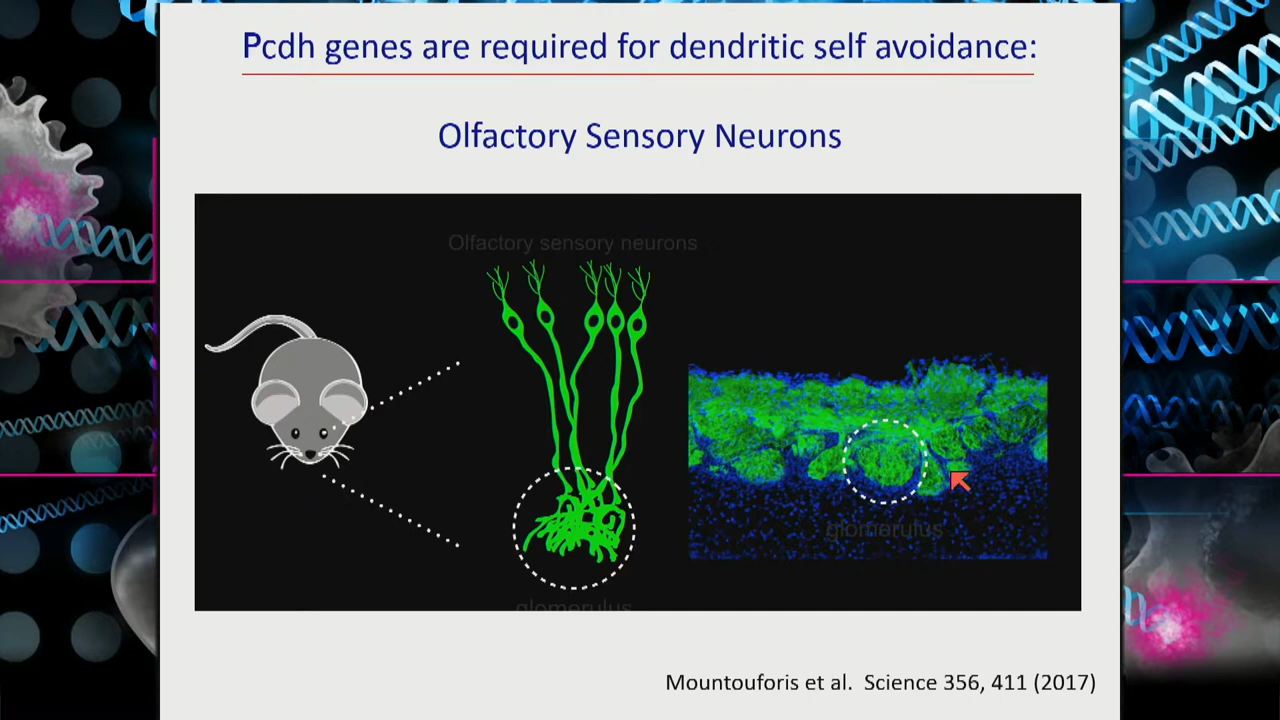 Pcdh genes are required for dendritic self avoidance:
Olfactory Sensory Neurons
Olfactory sensory neurons
glomerulus
glomerulus
Mountouforis et al. Science 356, 411 (2017)